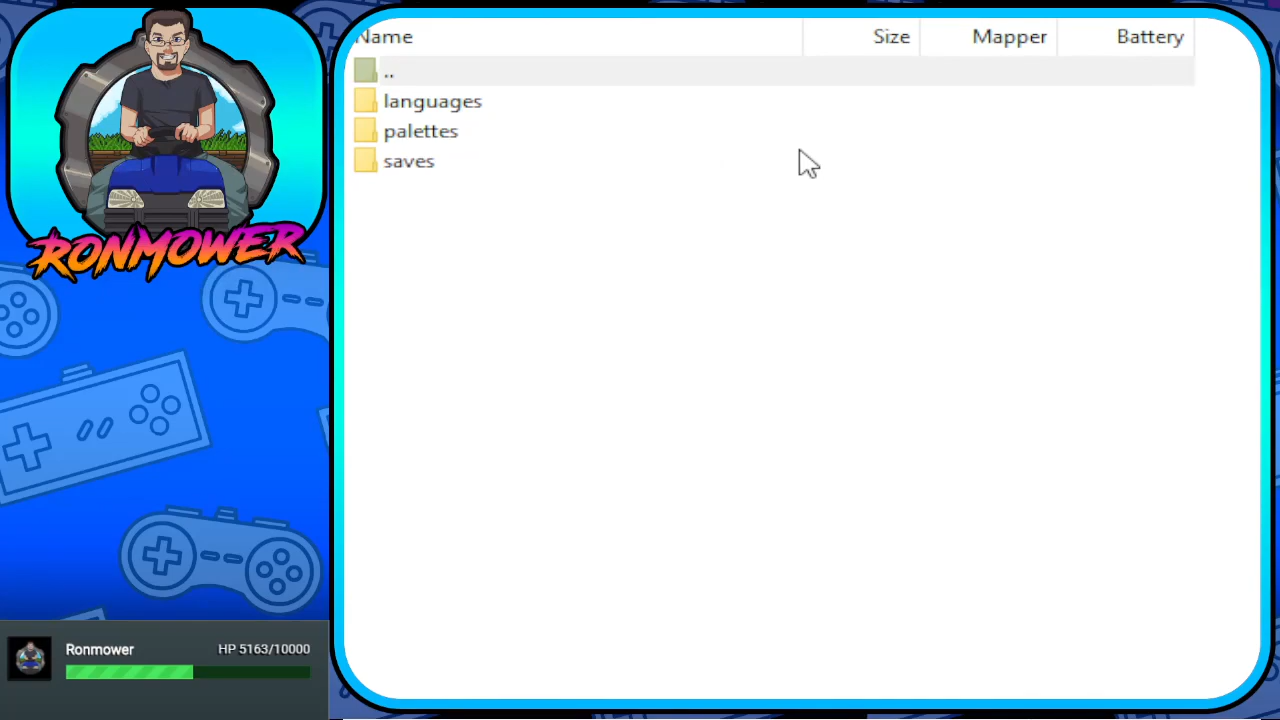 Name Size Mapper Battery
..
languages
palettes
saves
RONMOWER
Ronmower HP 5163/10000